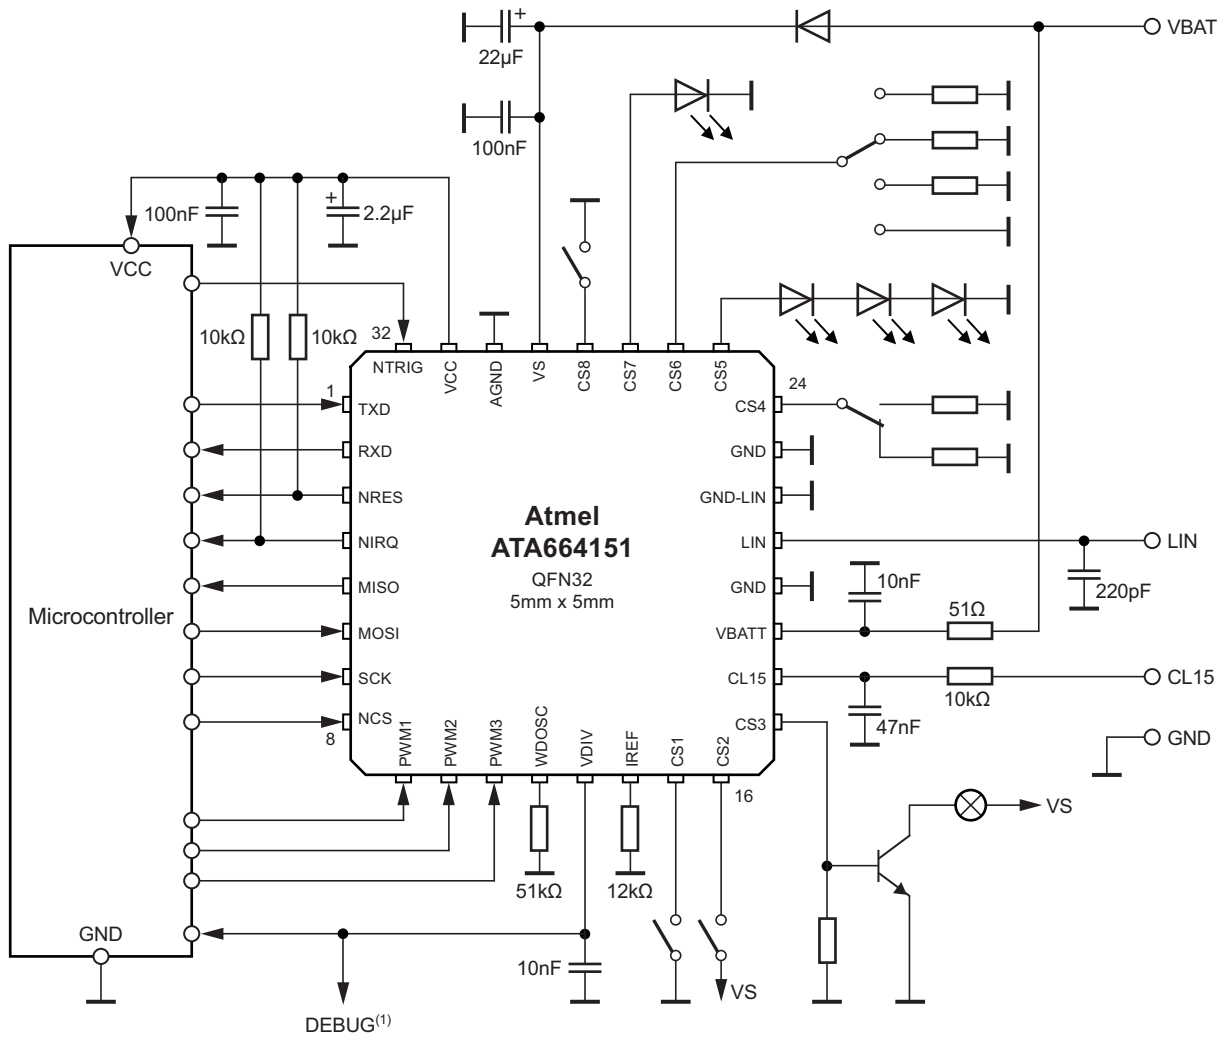 VBAT
+
22µF
100nF
100nF
+
2.2µF
VCC
10kΩ
10kΩ
32
NTRIG
VCC
AGND
VS
CS8
CS7
CS6
CS5
1
24
TXD
CS4
RXD
GND
NRES
GND-LIN
Atmel
ATA664151
QFN32
5mm x 5mm
NIRQ
LIN
LIN
MISO
GND
10nF
220pF
Microcontroller
MOSI
VBATT
51Ω
SCK
CL15
10kΩ
CL15
NCS
8
CS3
47nF
GND
PWM1
PWM2
PWM3
WDOSC
VDIV
IREF
CS1
CS2
16
VS
51kΩ
12kΩ
GND
10nF
VS
DEBUG(1)